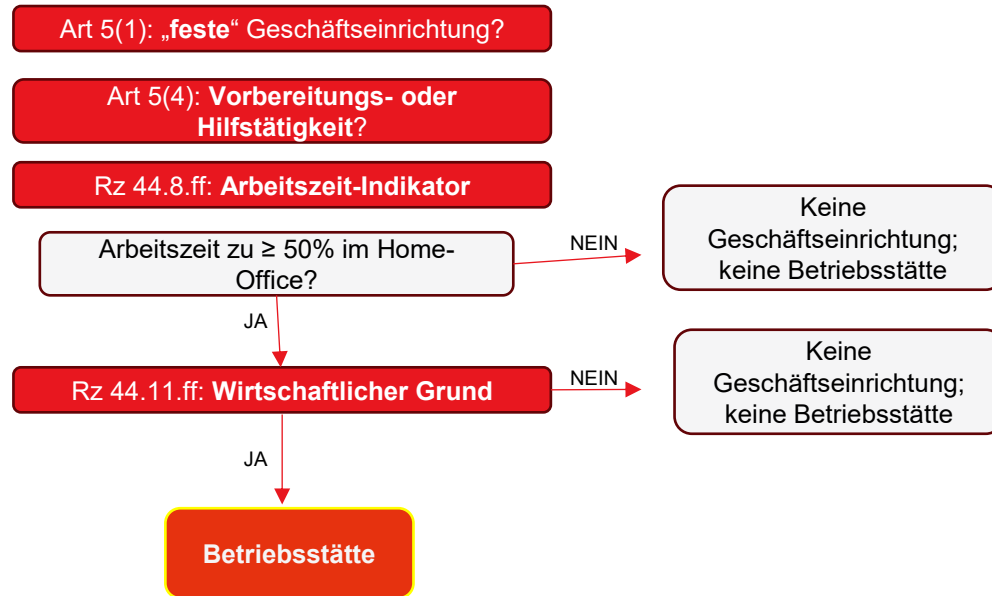 Art 5(1): „feste“ Geschäftseinrichtung?
Art 5(4): Vorbereitungs- oder
Hilfstätigkeit?
Rz 44.8.ff: Arbeitszeit-Indikator
Arbeitszeit zu ≥ 50% im Home-
Office?
NEIN
Keine
Geschäftseinrichtung;
keine Betriebsstätte
JA
Rz 44.11.ff: Wirtschaftlicher Grund
NEIN
Keine
Geschäftseinrichtung;
keine Betriebsstätte
JA
Betriebsstätte